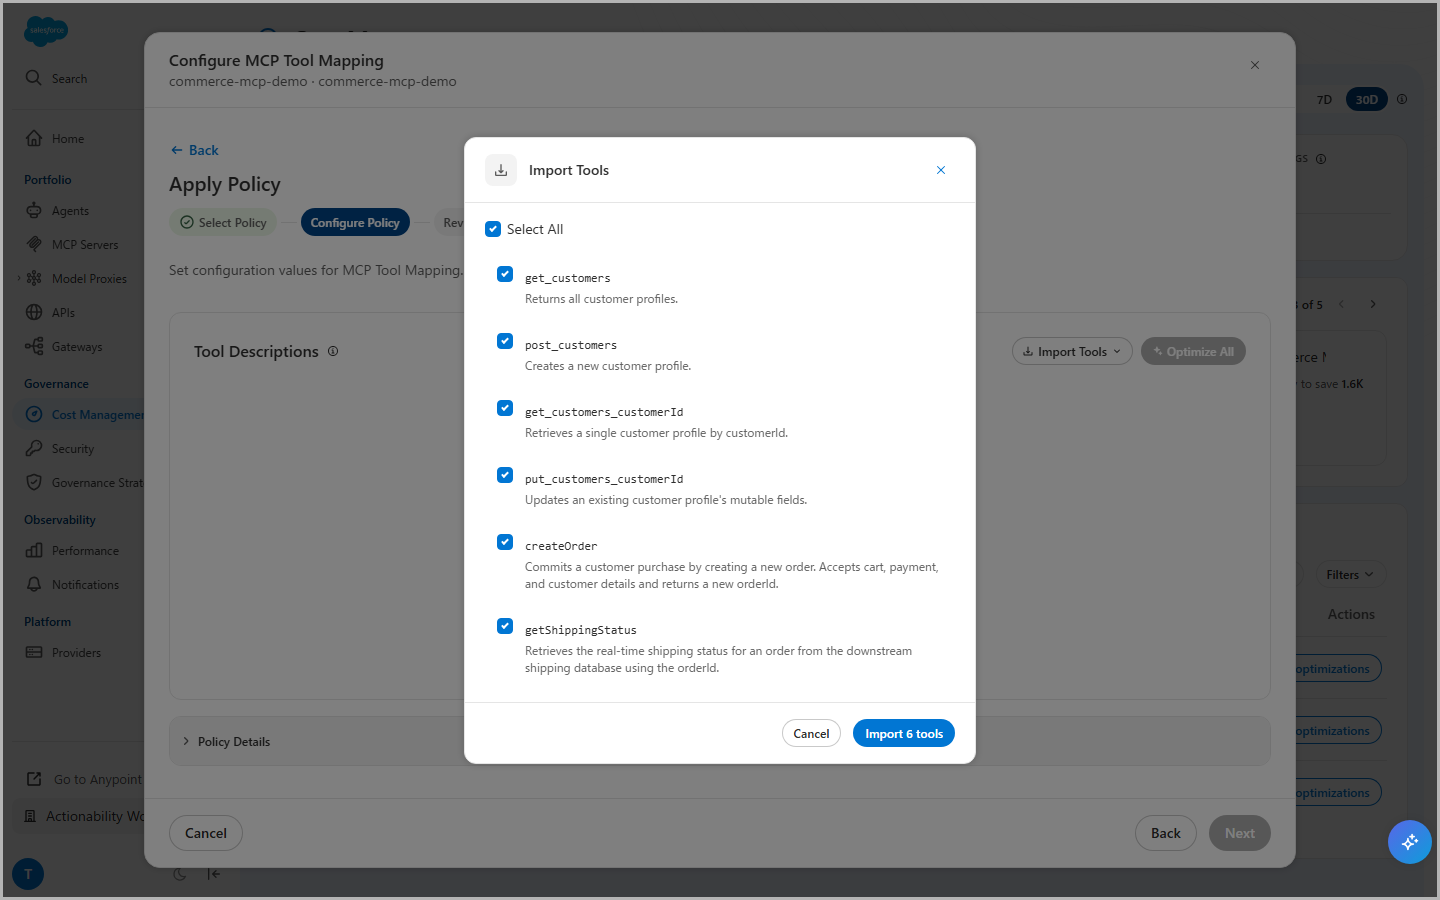 salesforce
Search
Home
Portfolio
Agents
MCP Servers
Model Proxies
APIs
Gateways
Governance
Cost Managemen
Security
Governance Strat
Observability
Performance
Notifications
Platform
Providers
Go to Anypoint
Actionability Wo
T
Configure MCP Tool Mapping
commerce-mcp-demo · commerce-mcp-demo
Back
Apply Policy
Select Policy
Configure Policy
Rev
Set configuration values for MCP Tool Mapping.
Tool Descriptions
Import Tools
Optimize All
Policy Details
Cancel
Back
Next
Import Tools
Select All
get_customers
Returns all customer profiles.
post_customers
Creates a new customer profile.
get_customers_customerId
Retrieves a single customer profile by customerId.
put_customers_customerId
Updates an existing customer profile's mutable fields.
createOrder
Commits a customer purchase by creating a new order. Accepts cart, payment,
and customer details and returns a new orderId.
getShippingStatus
Retrieves the real-time shipping status for an order from the downstream
shipping database using the orderId.
Cancel
Import 6 tools
7D
30D
GS
of 5
erce M
to save 1.6K
Filters
Actions
optimizations
optimizations
optimizations